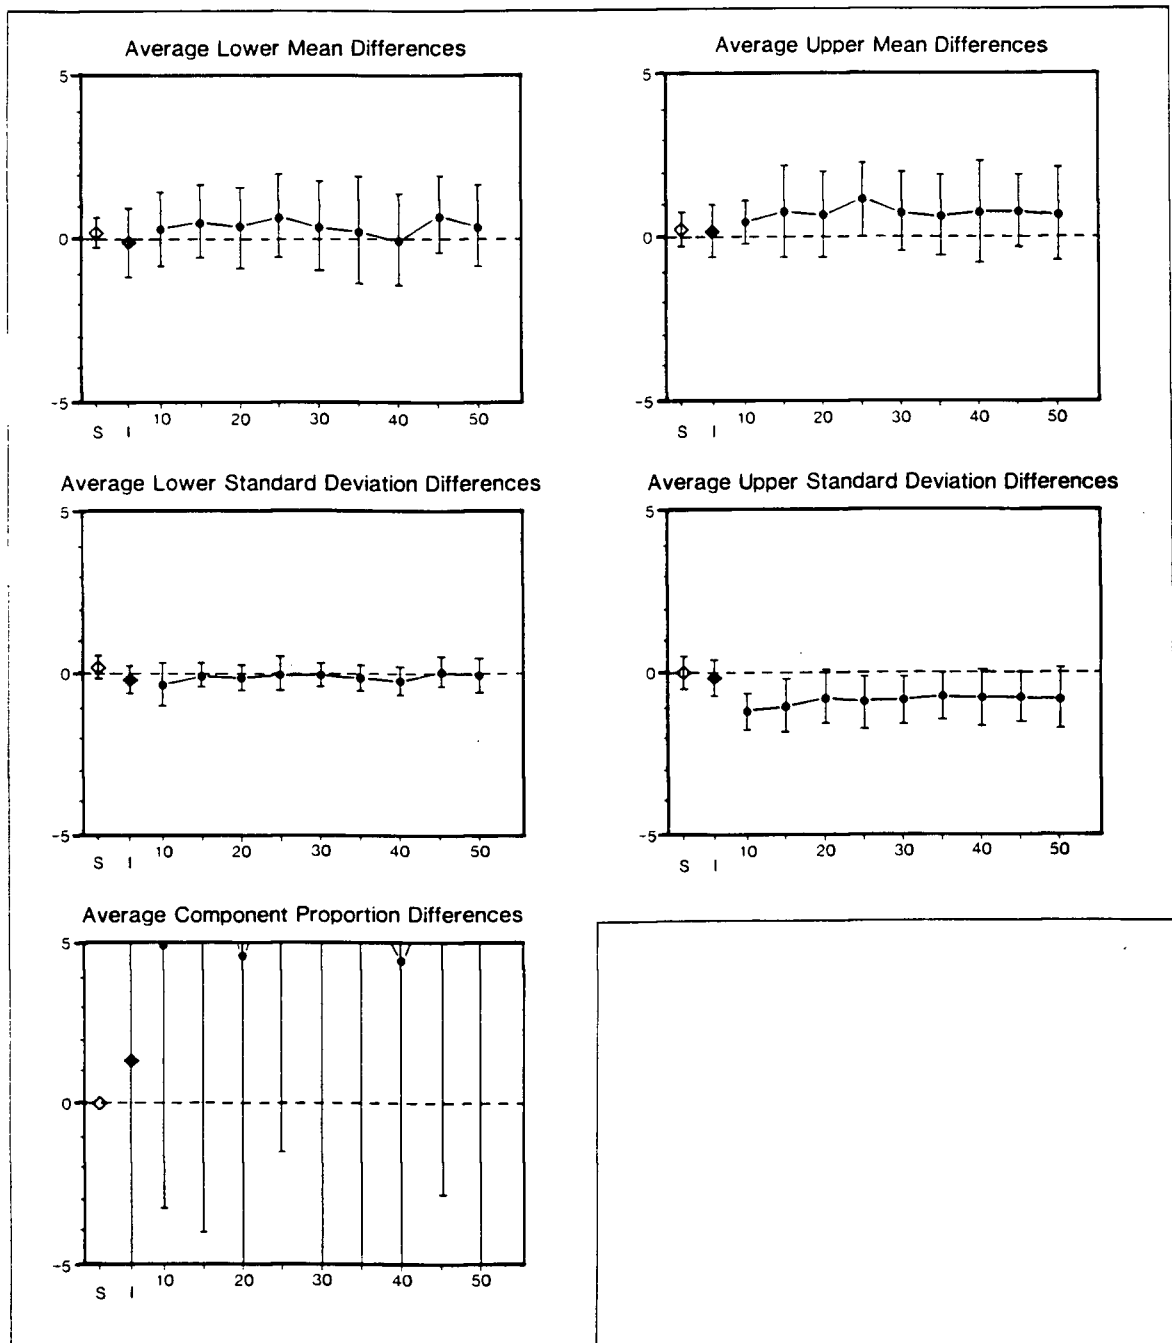 Average Lower Mean Differences
5
0
-5
S I 10 20 30 40 50
Average Upper Mean Differences
5
0
-5
S I 10 20 30 40 50
Average Lower Standard Deviation Differences
5
0
-5
S I 10 20 30 40 50
Average Upper Standard Deviation Differences
5
0
-5
S I 10 20 30 40 50
Average Component Proportion Differences
5
0
-5
S I 10 20 30 40 50